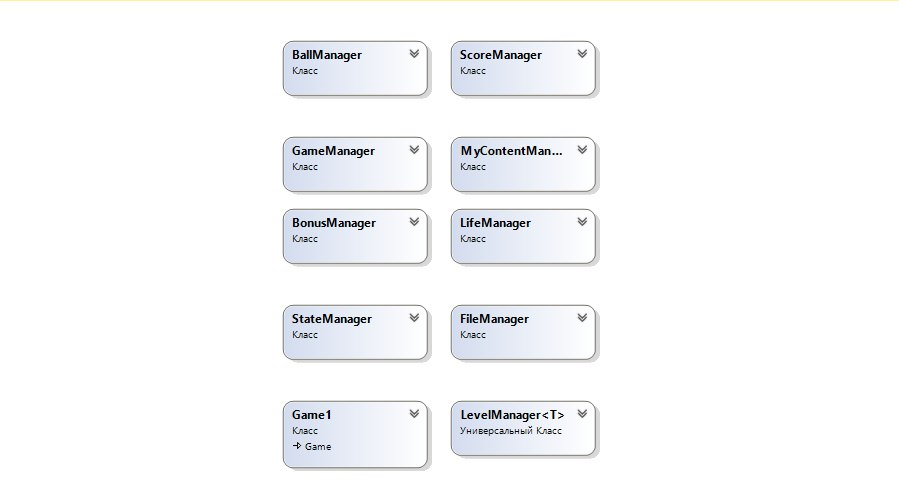 BallManager
Класс
ScoreManager
Класс
GameManager
Класс
MyContentMan...
Класс
BonusManager
Класс
LifeManager
Класс
StateManager
Класс
FileManager
Класс
Game1
Класс
Game
LevelManager<T>
Универсальный Класс